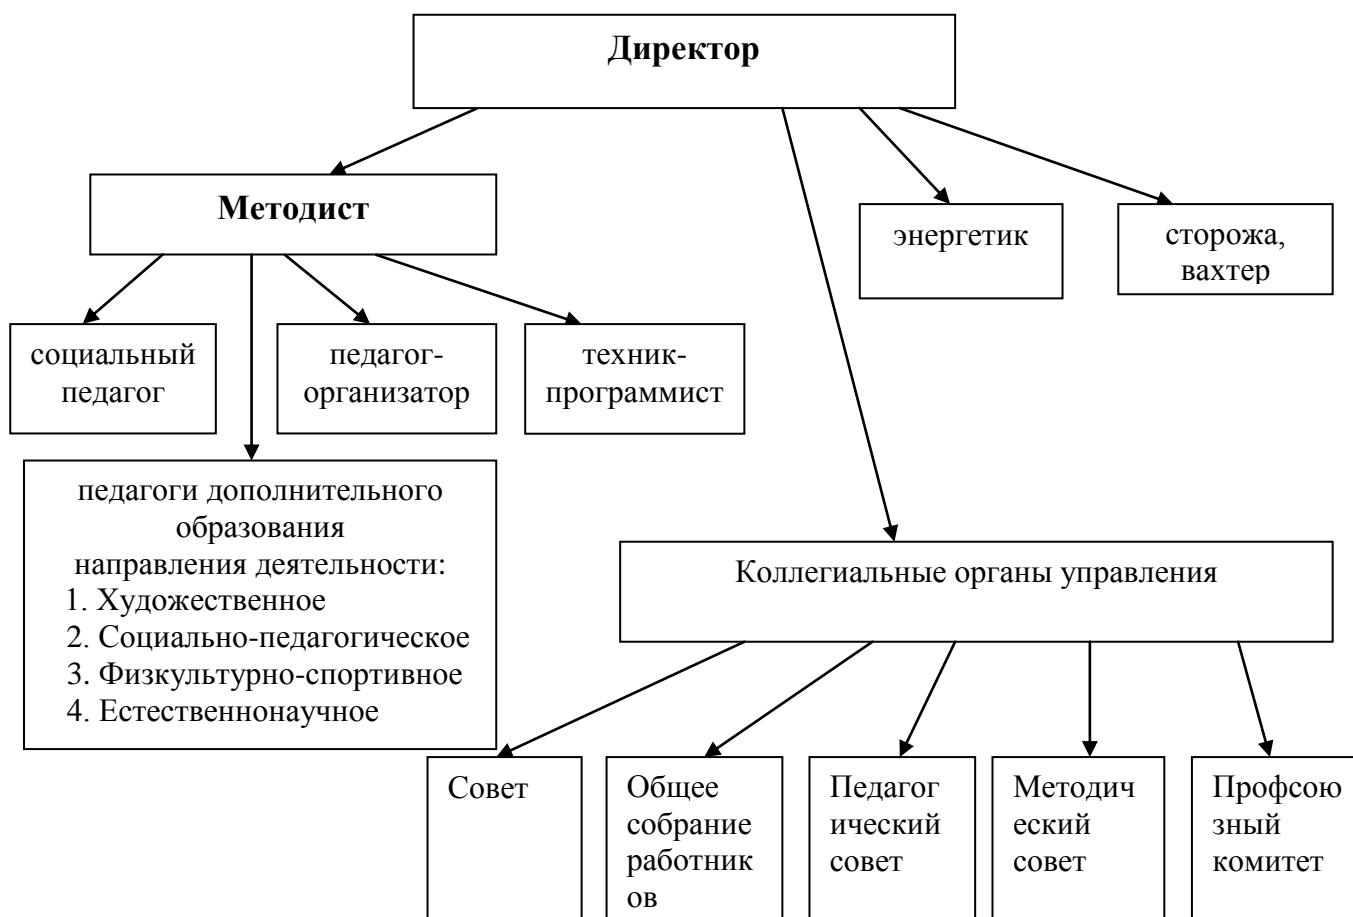 Директор
Методист
энергетик
сторожа,
вахтер
социальный
педагог
педагог-
организатор
техник-
программист
педагоги дополнительного
образования
направления деятельности:
1. Художественное
2. Социально-педагогическое
3. Физкультурно-спортивное
4. Естественнонаучное
Коллегиальные органы управления
Совет
Общее
собрание
работник
ов
Педагог
ический
совет
Методич
еский
совет
Профсою
зный
комитет